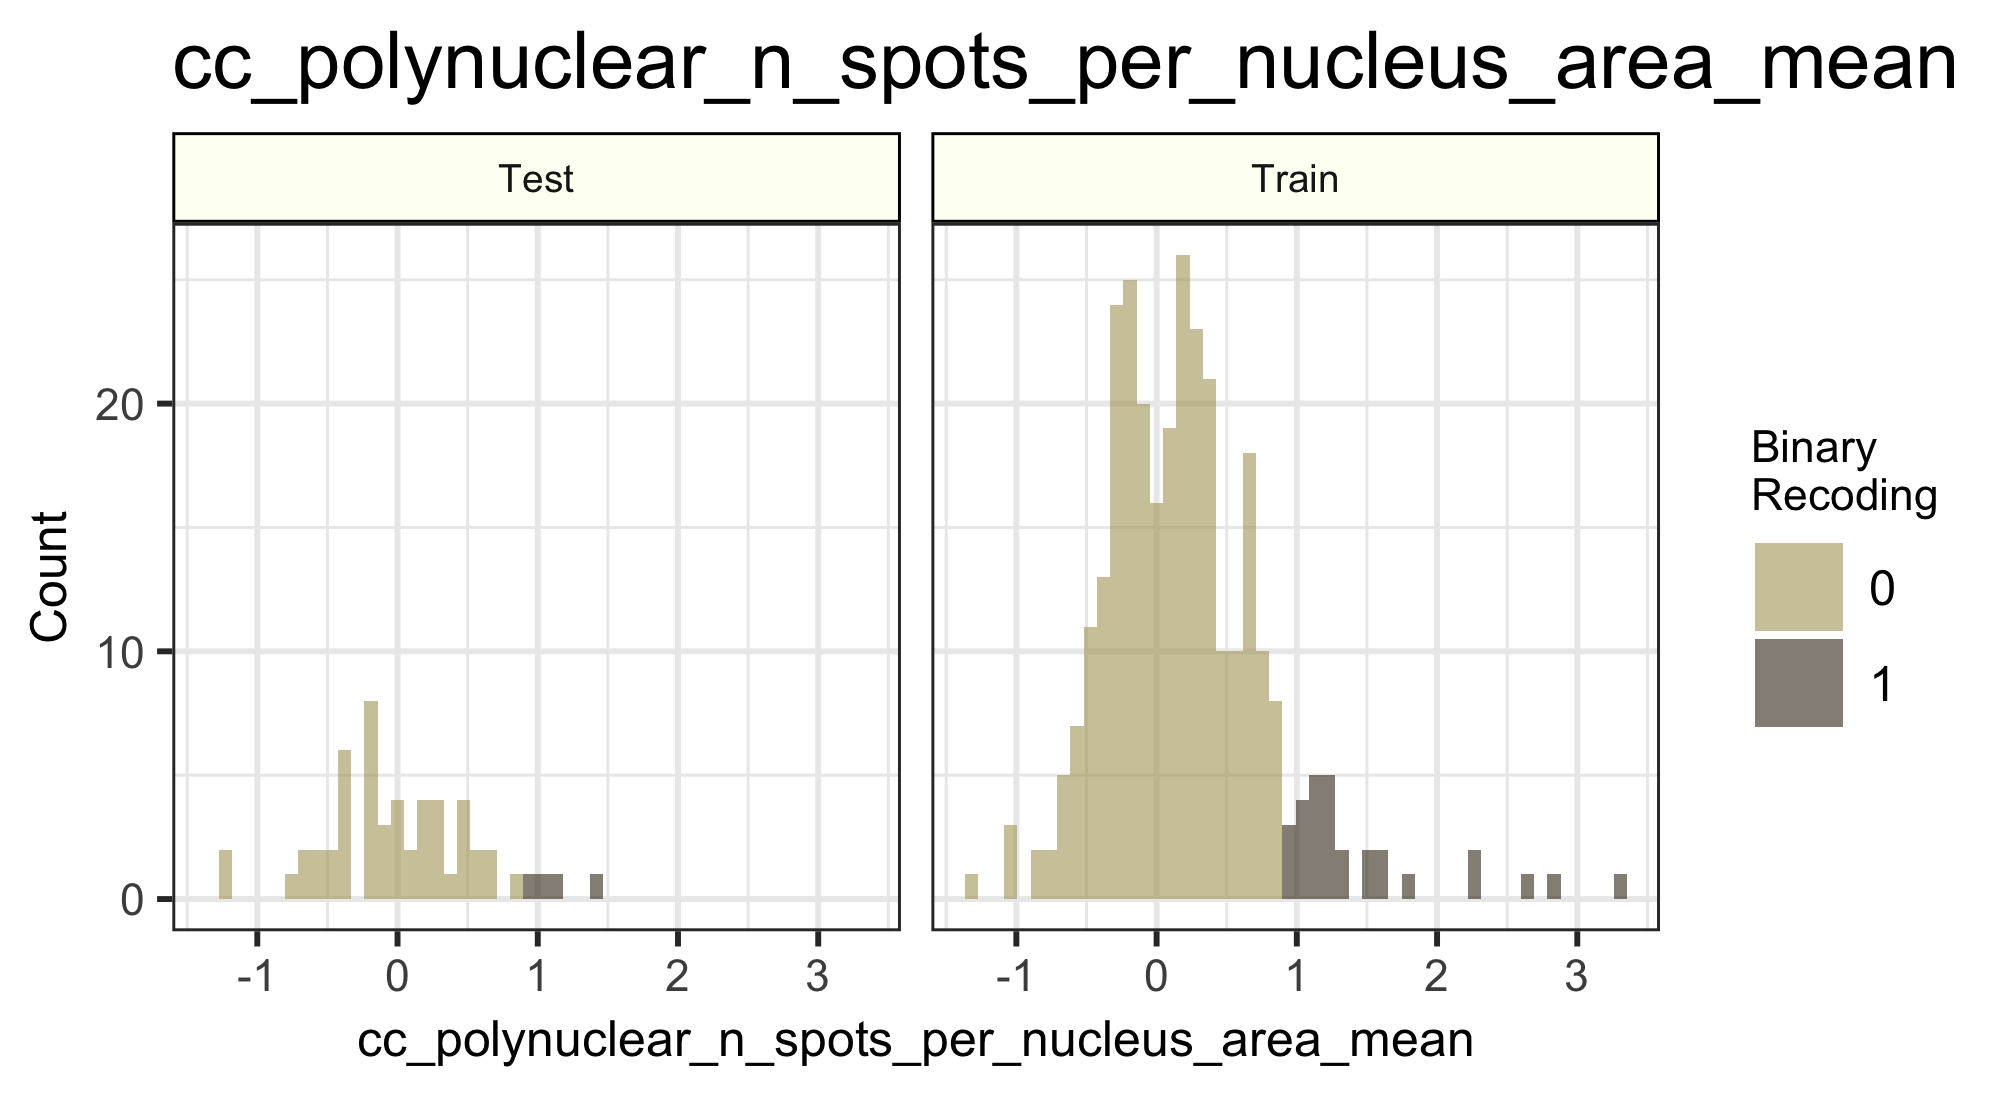 cc_polynuclear_n_spots_per_nucleus_area_mean
Test
Train
Count
20
10
0
-1
0
1
2
3
-1
0
1
2
3
cc_polynuclear_n_spots_per_nucleus_area_mean
Binary
Recoding
0
1